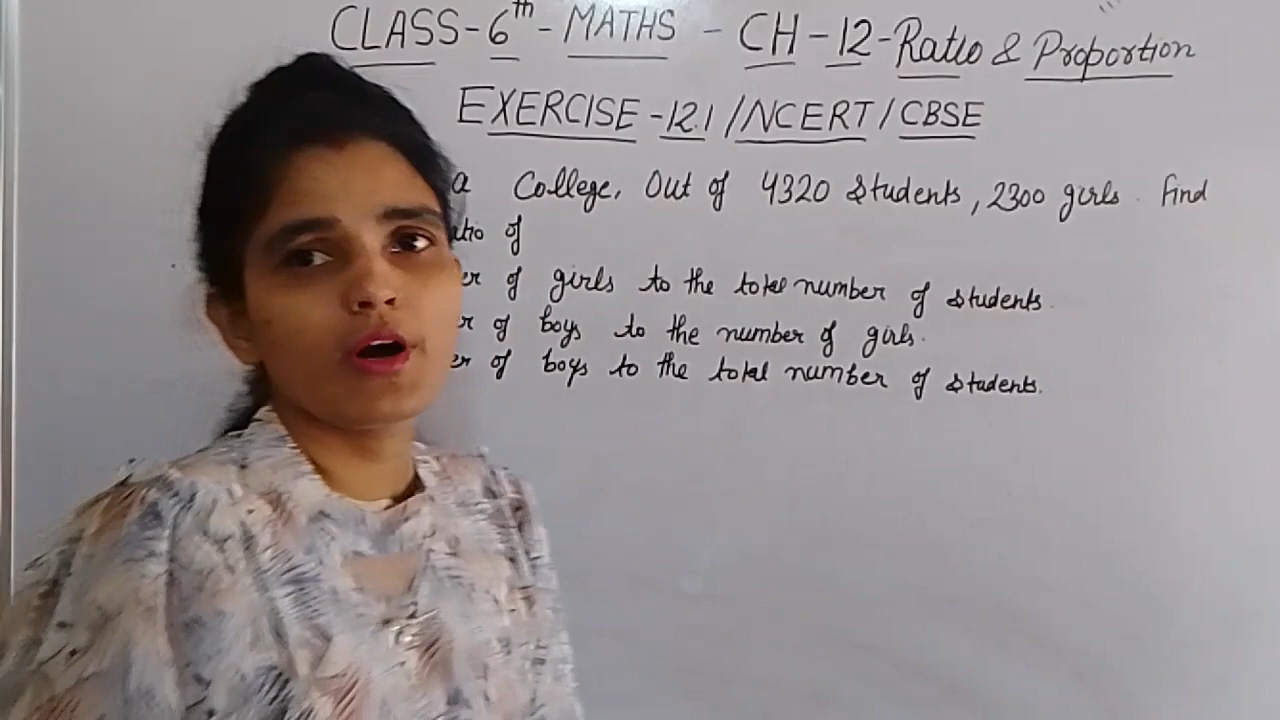 CLASS-6th-MATHS - CH-12-Ratio & Proportion
EXERCISE-12.1/NCERT/CBSE
a College, Out of 4320 Students, 2300 girls. Find
of
of girls to the total number of students.
of boys to the number of girls.
of boys to the total number of students.